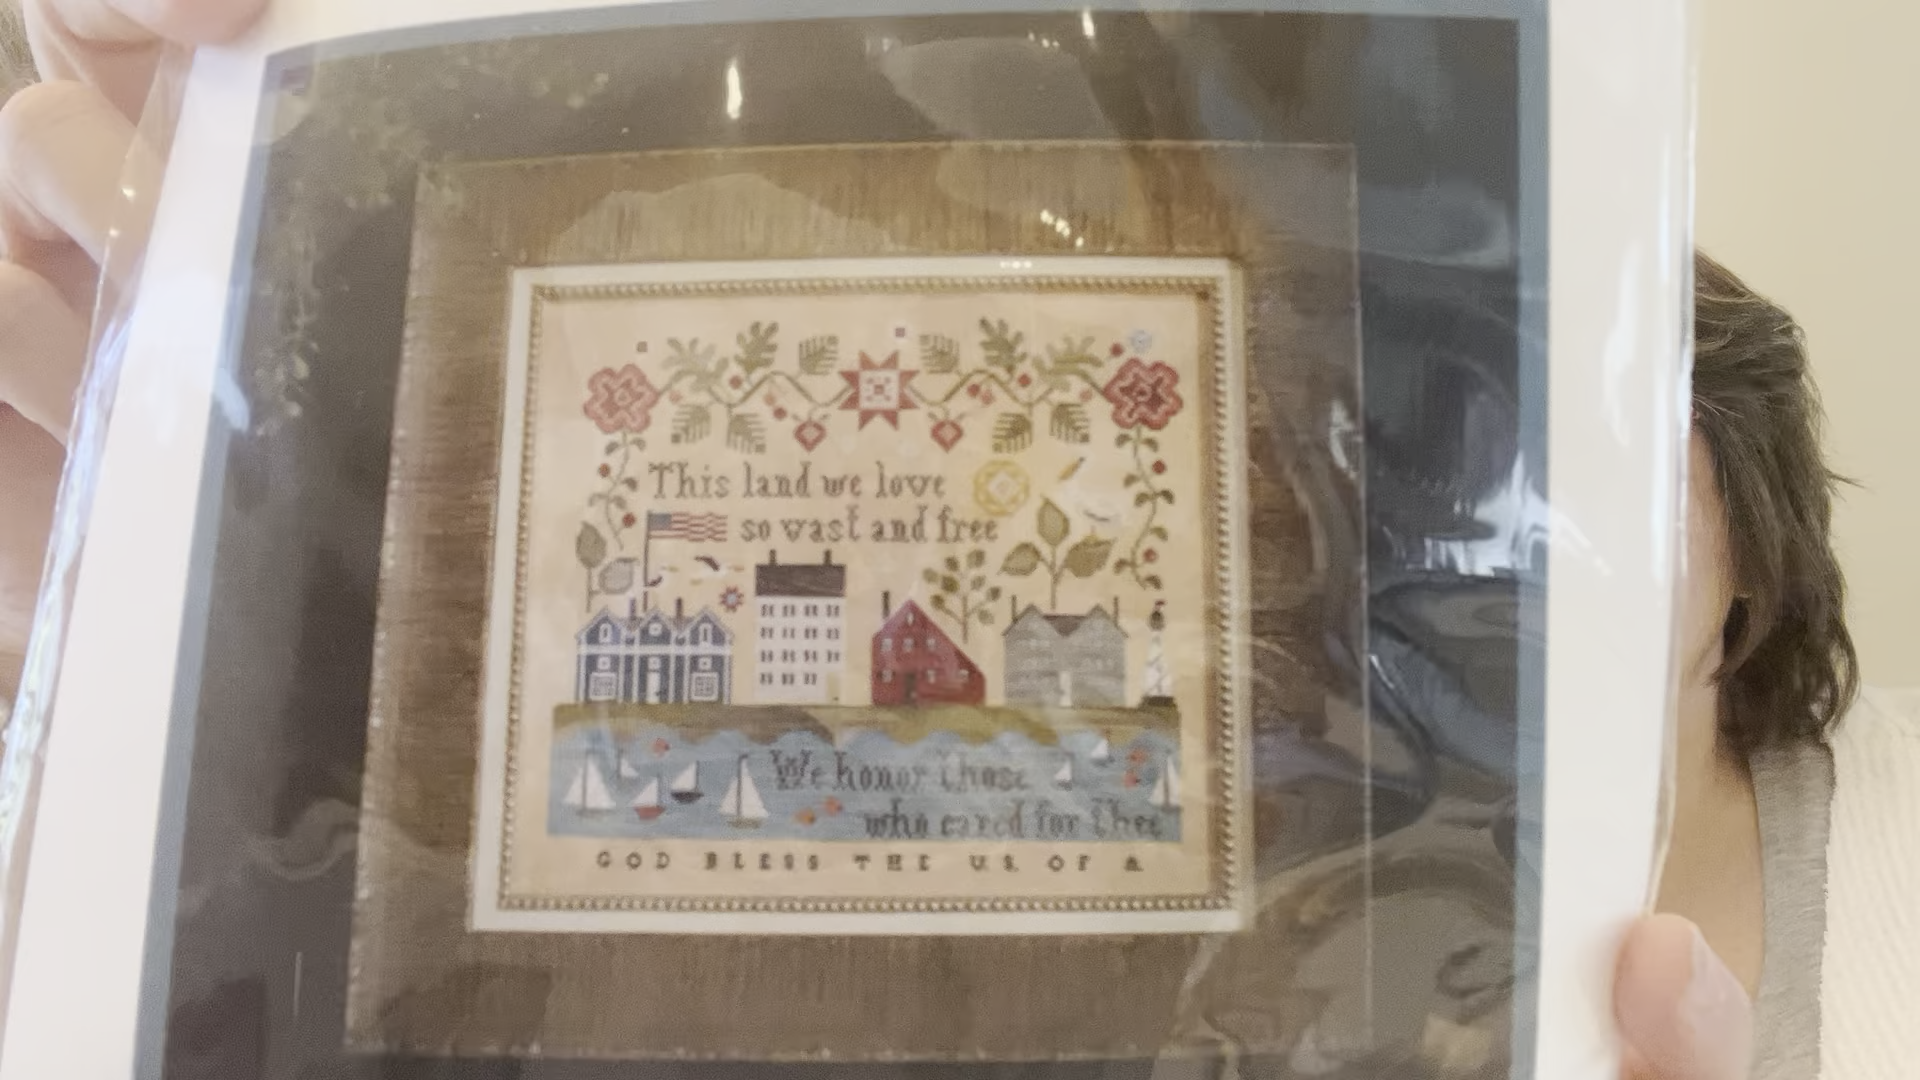 This land we love
so vast and free
We honor those
who cared for thee
GOD BLESS THE U.S. OF A